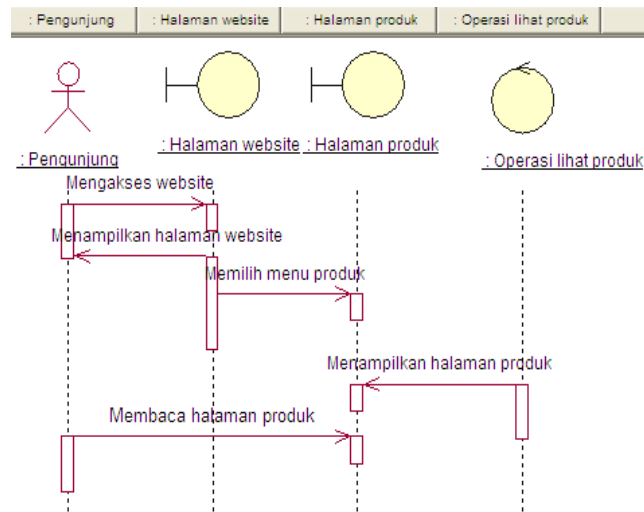 : Pengunjung
: Halaman website
: Halaman produk
: Operasi lihat produk
: Pengunjung
: Halaman website
: Halaman produk
: Operasi lihat produk
Mengakses website
Menampilkan halaman website
Memilih menu produk
Menampilkan halaman produk
Membaca halaman produk